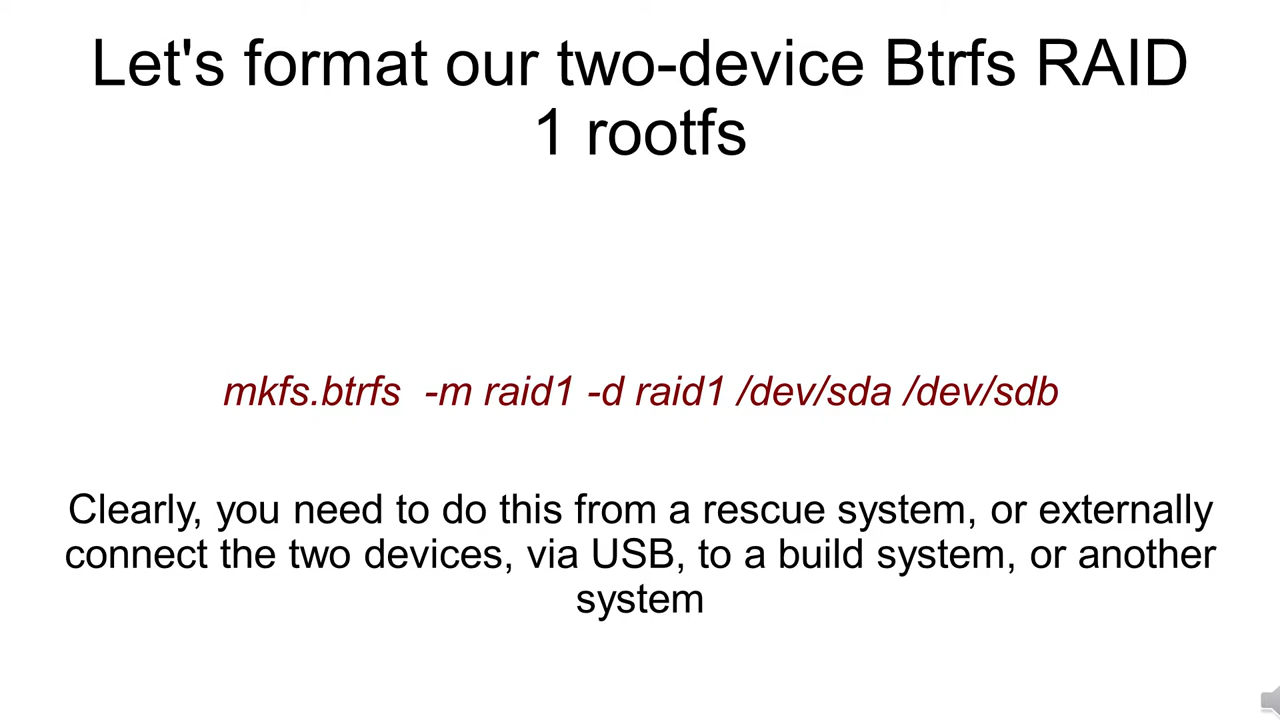 Let's format our two-device Btrfs RAID
1 rootfs
mkfs.btrfs  -m raid1 -d raid1 /dev/sda /dev/sdb
Clearly, you need to do this from a rescue system, or externally
connect the two devices, via USB, to a build system, or another
system